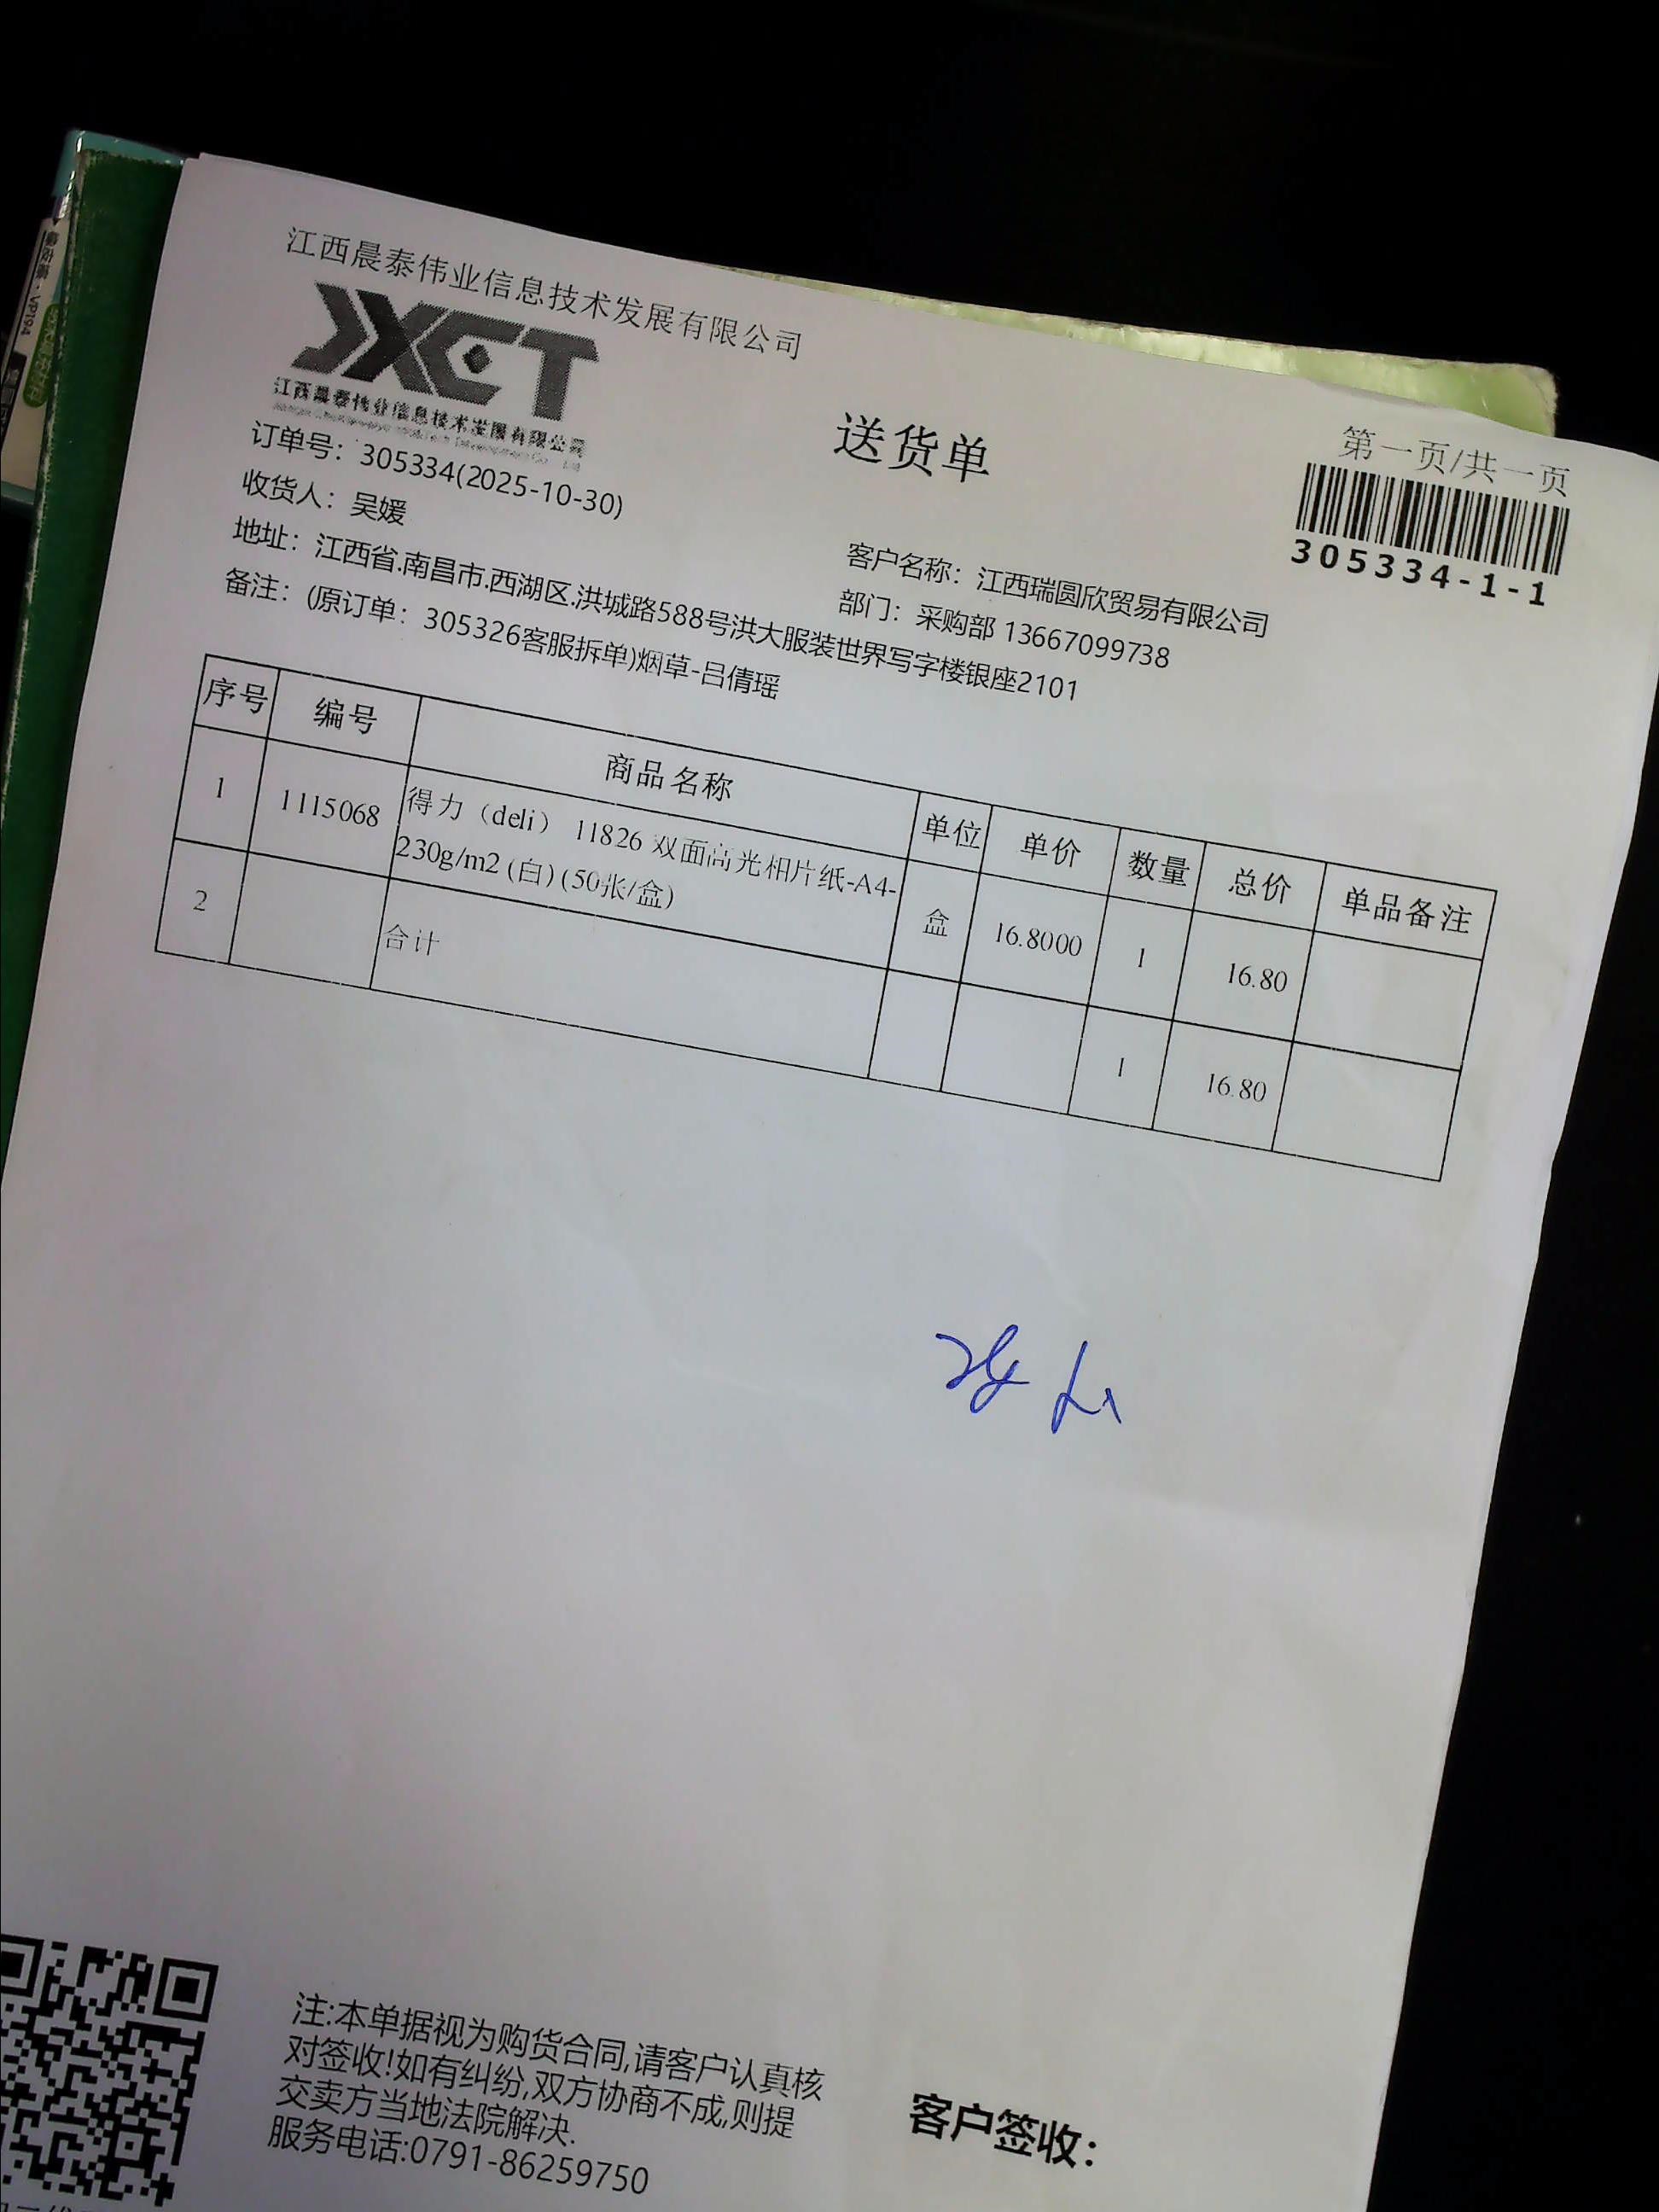 江西晨泰伟业信息技术发展有限公司
JXCT
江西晨泰伟业信息技术发展有限公司
送货单
第一页/共一页
305334-1-1
订单号：305334(2025-10-30)
收货人：吴媛
客户名称：江西瑞圆欣贸易有限公司
部门：采购部 13667099738
地址：江西省.南昌市.西湖区.洪城路588号洪大服装世界写字楼银座2101
备注：(原订单：305326客服拆单)烟草-吕倩瑶
序号 编号 商品名称 单位 单价 数量 总价 单品备注
1 1115068 得力（deli） 11826 双面高光相片纸-A4-
230g/m2 (白) (50张/盒) 盒 16.8000 1 16.80
2 合计 1 16.80
注:本单据视为购货合同,请客户认真核
对签收!如有纠纷,双方协商不成,则提
交卖方当地法院解决.
服务电话:0791-86259750
客户签收：